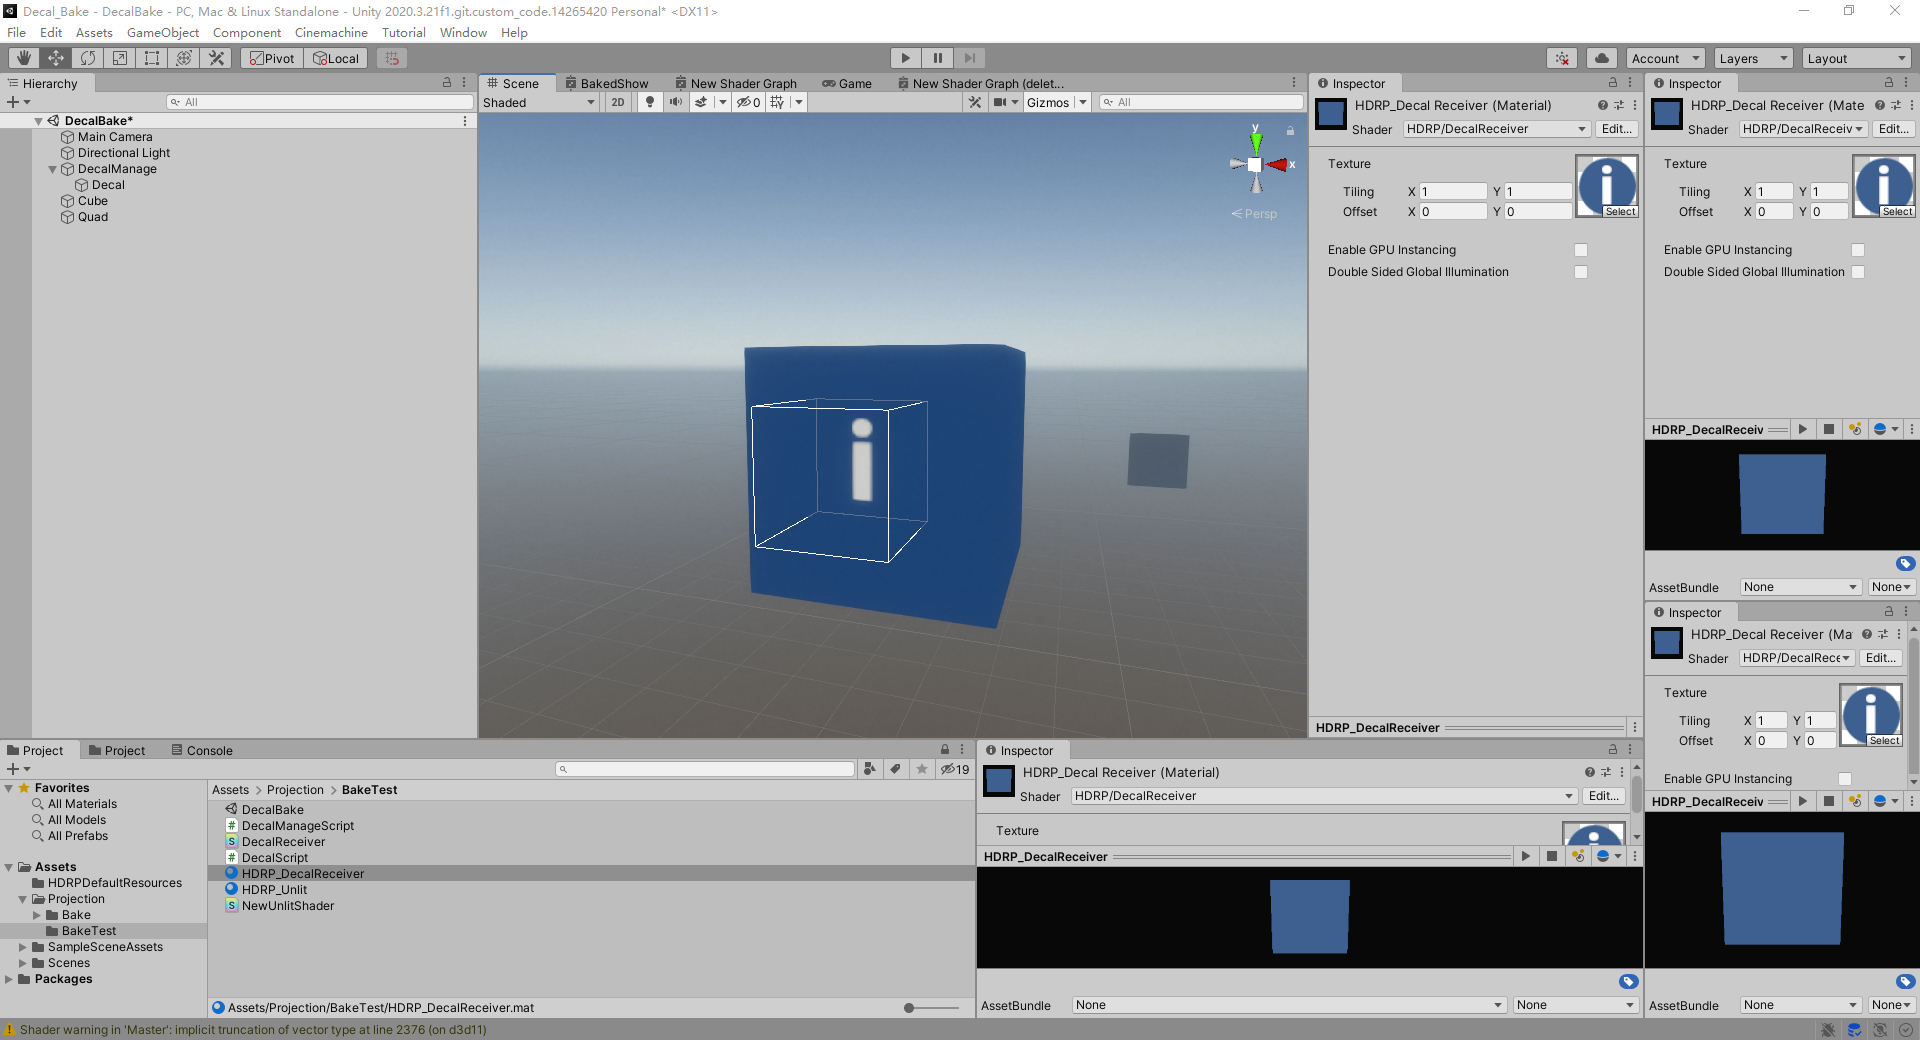 Decal_Bake - DecalBake - PC, Mac & Linux Standalone - Unity 2020.3.21f1.git.custom_code.14265420 Personal* <DX11>
File Edit Assets GameObject Component Cinemachine Tutorial Window Help
Pivot Local Account Layers Layout
Hierarchy
All
DecalBake*
Main Camera
Directional Light
DecalManage
Decal
Cube
Quad
Scene BakedShow New Shader Graph Game New Shader Graph (delet...
Shaded 2D 0 Gizmos All
y
x
Persp
i
Inspector
HDRP_Decal Receiver (Material)
Shader HDRP/DecalReceiver Edit...
Texture
Tiling X 1 Y 1
Offset X 0 Y 0
Select
Enable GPU Instancing
Double Sided Global Illumination
HDRP_DecalReceiver
Inspector
HDRP_Decal Receiver (Mate
Shader HDRP/DecalReceiv Edit...
Texture
Tiling X 1 Y 1
Offset X 0 Y 0
Select
Enable GPU Instancing
Double Sided Global Illumination
HDRP_DecalReceiv
AssetBundle None None
Inspector
HDRP_Decal Receiver (Ma
Shader HDRP/DecalRece Edit...
Texture
Tiling X 1 Y 1
Offset X 0 Y 0
Select
Enable GPU Instancing
HDRP_DecalReceiv
AssetBundle None None
Project Project Console
19
Favorites
All Materials
All Models
All Prefabs
Assets
HDRPDefaultResources
Projection
Bake
BakeTest
SampleSceneAssets
Scenes
Packages
Assets > Projection > BakeTest
DecalBake
DecalManageScript
DecalReceiver
DecalScript
HDRP_DecalReceiver
HDRP_Unlit
NewUnlitShader
Assets/Projection/BakeTest/HDRP_DecalReceiver.mat
Inspector
HDRP_Decal Receiver (Material)
Shader HDRP/DecalReceiver Edit...
Texture
HDRP_DecalReceiver
AssetBundle None None
Shader warning in 'Master': implicit truncation of vector type at line 2376 (on d3d11)